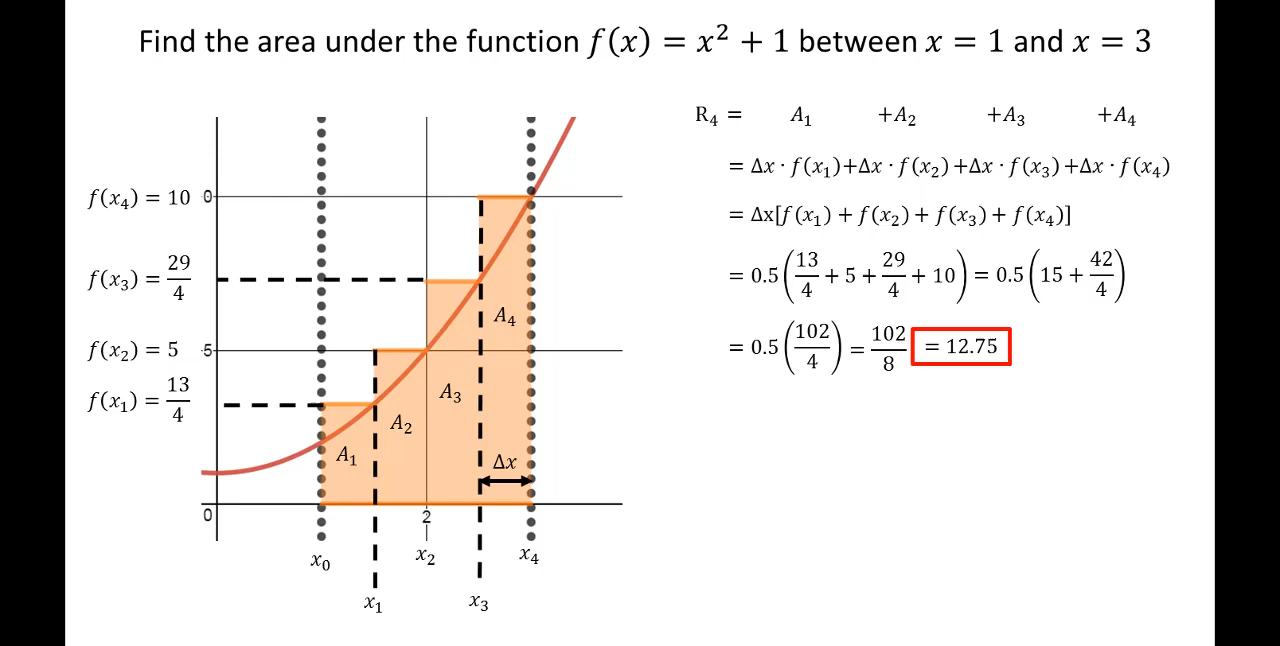 Find the area under the function f(x) = x² + 1 between x = 1 and x = 3
R₄ = A₁ +A₂ +A₃ +A₄
= Δx · f(x₁)+Δx · f(x₂)+Δx · f(x₃)+Δx · f(x₄)
= Δx[f(x₁) + f(x₂) + f(x₃) + f(x₄)]
= 0.5(13/4 + 5 + 29/4 + 10) = 0.5(15 + 42/4)
= 0.5(102/4) = 102/8 = 12.75
f(x₄) = 10
0
f(x₃) = 29/4
f(x₂) = 5
5
f(x₁) = 13/4
A₄
A₃
A₂
A₁
Δx
0
2
x₀
x₂
x₄
x₁
x₃